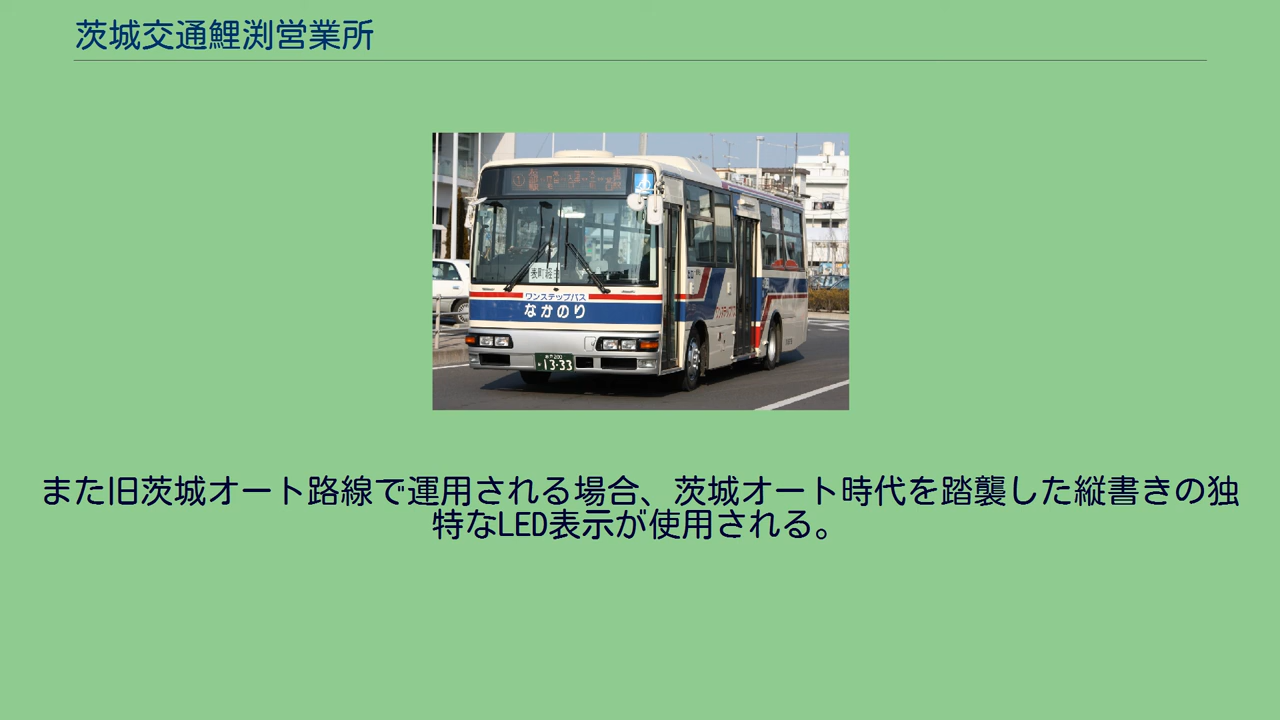 茨城交通鯉渕営業所
ワンステップバス
なかのり
13-33
また旧茨城オート路線で運用される場合、茨城オート時代を踏襲した縦書きの独
特なLED表示が使用される。